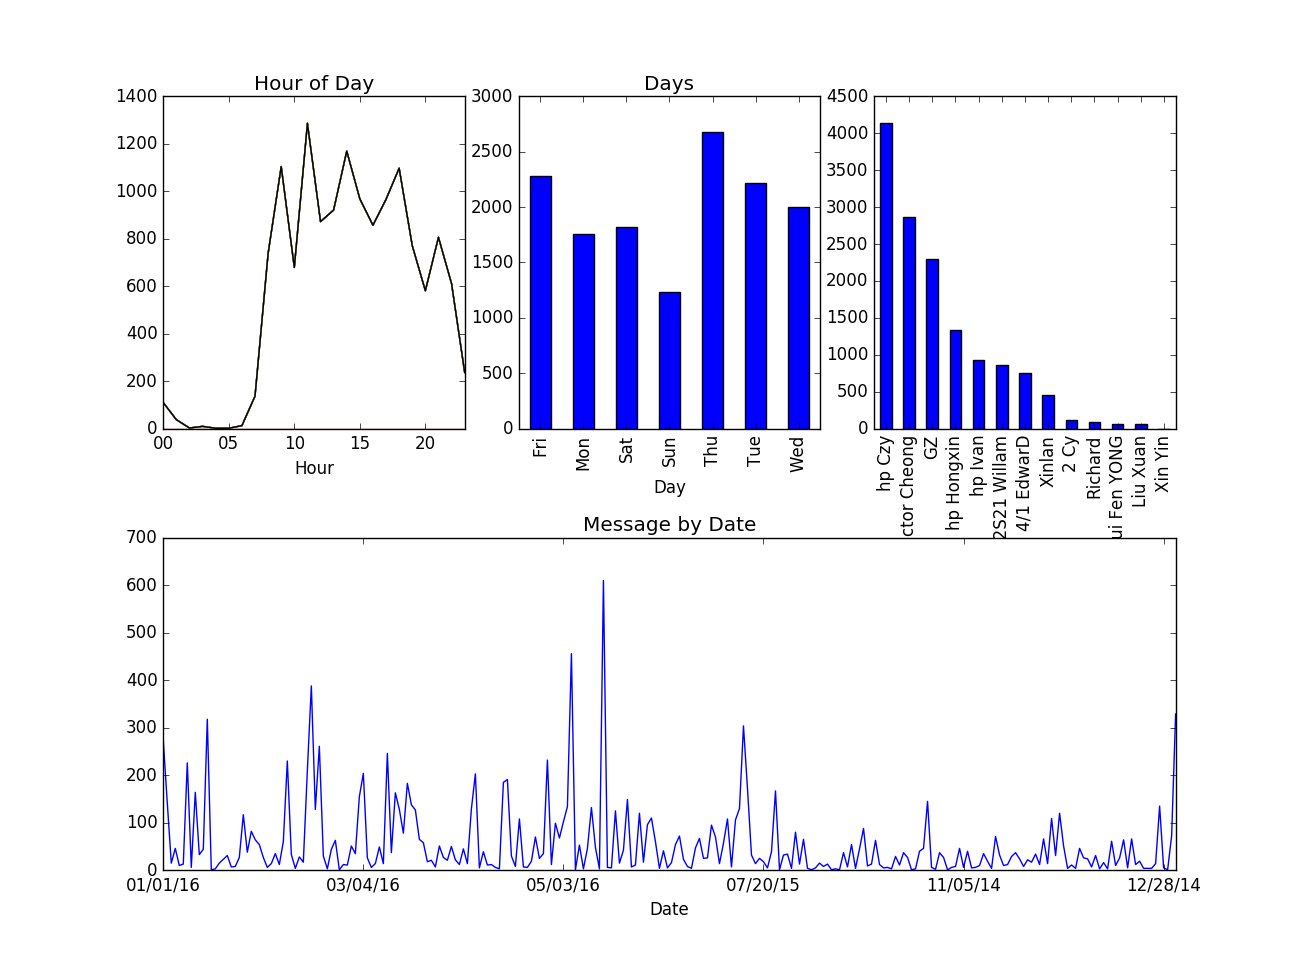 Hour of Day
1400
1200
1000
800
600
400
200
0
00 05 10 15 20
Hour
Days
3000
2500
2000
1500
1000
500
0
Fri
Mon
Sat
Sun
Thu
Tue
Wed
Day
4500
4000
3500
3000
2500
2000
1500
1000
500
0
hp Czy
ctor Cheong
GZ
hp Hongxin
hp Ivan
2S21 Willam
4/1 EdwarD
Xinlan
2 Cy
Richard
ui Fen YONG
Liu Xuan
Xin Yin
Message by Date
700
600
500
400
300
200
100
0
01/01/16 03/04/16 05/03/16 07/20/15 11/05/14 12/28/14
Date